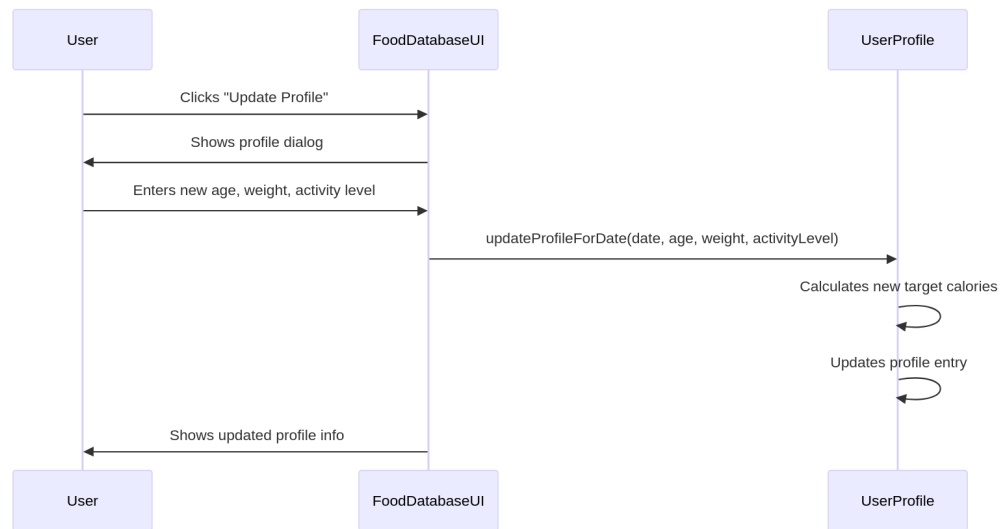 User
FoodDatabaseUI
UserProfile
Clicks "Update Profile"
Shows profile dialog
Enters new age, weight, activity level
updateProfileForDate(date, age, weight, activityLevel)
Calculates new target calories
Updates profile entry
Shows updated profile info
User
FoodDatabaseUI
UserProfile